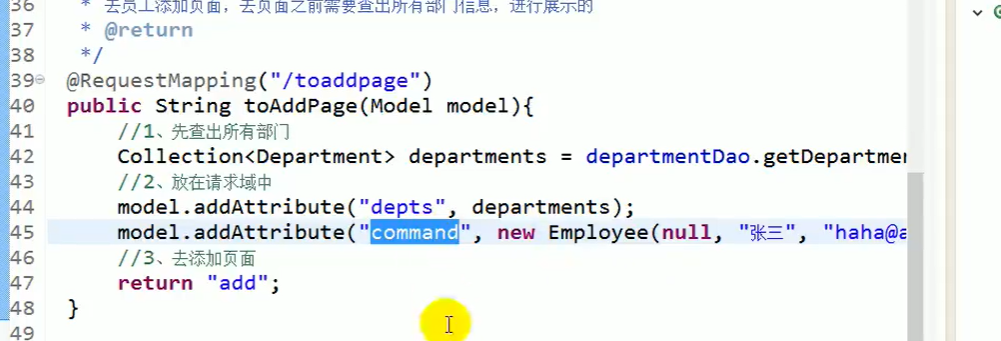 36 * 去员工添加页面，去页面之前需要查出所有部门信息，进行展示的
37 * @return
38 */
39 @RequestMapping("/toaddpage")
40 public String toAddPage(Model model){
41 //1、先查出所有部门
42 Collection<Department> departments = departmentDao.getDepartmen
43 //2、放在请求域中
44 model.addAttribute("depts", departments);
45 model.addAttribute("command", new Employee(null, "张三", "haha@a
46 //3、去添加页面
47 return "add";
48 }
49